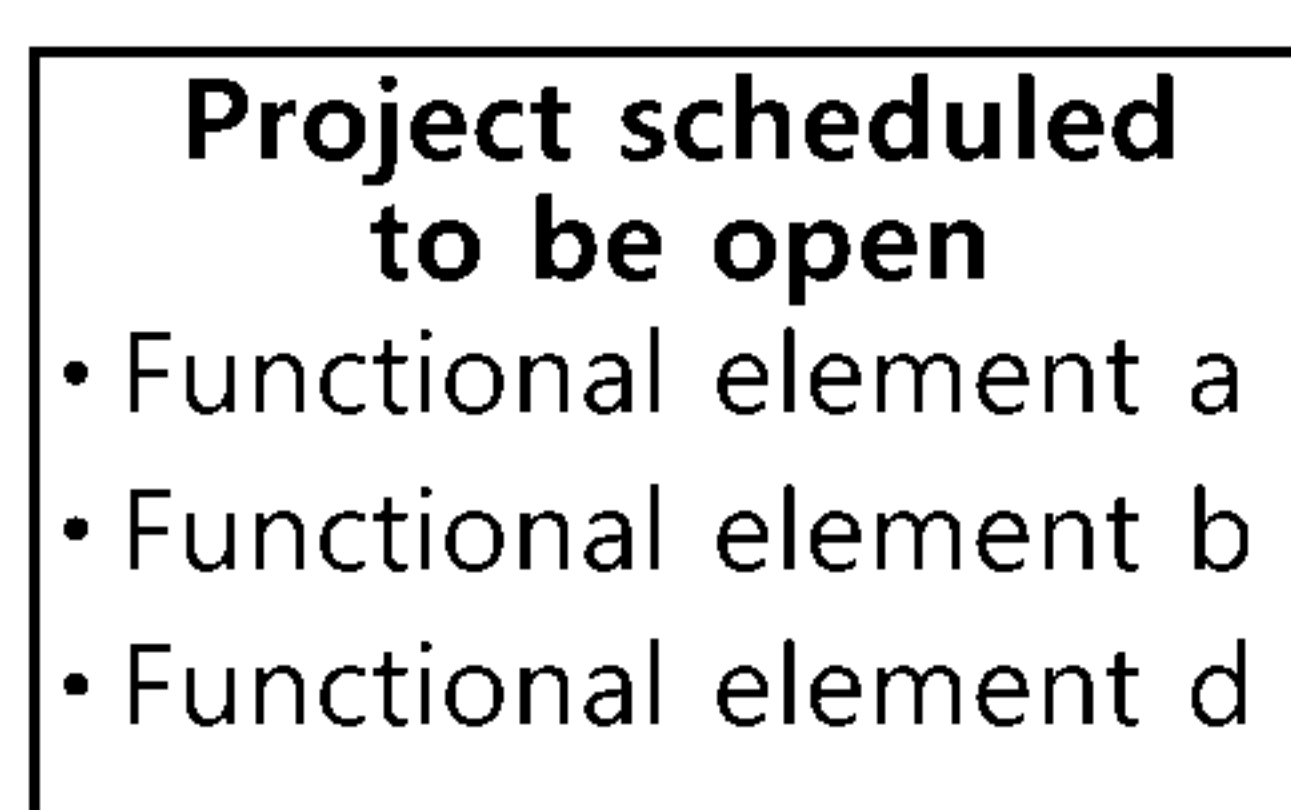 Project scheduled
to be open
• Functional element a
• Functional element b
• Functional element d